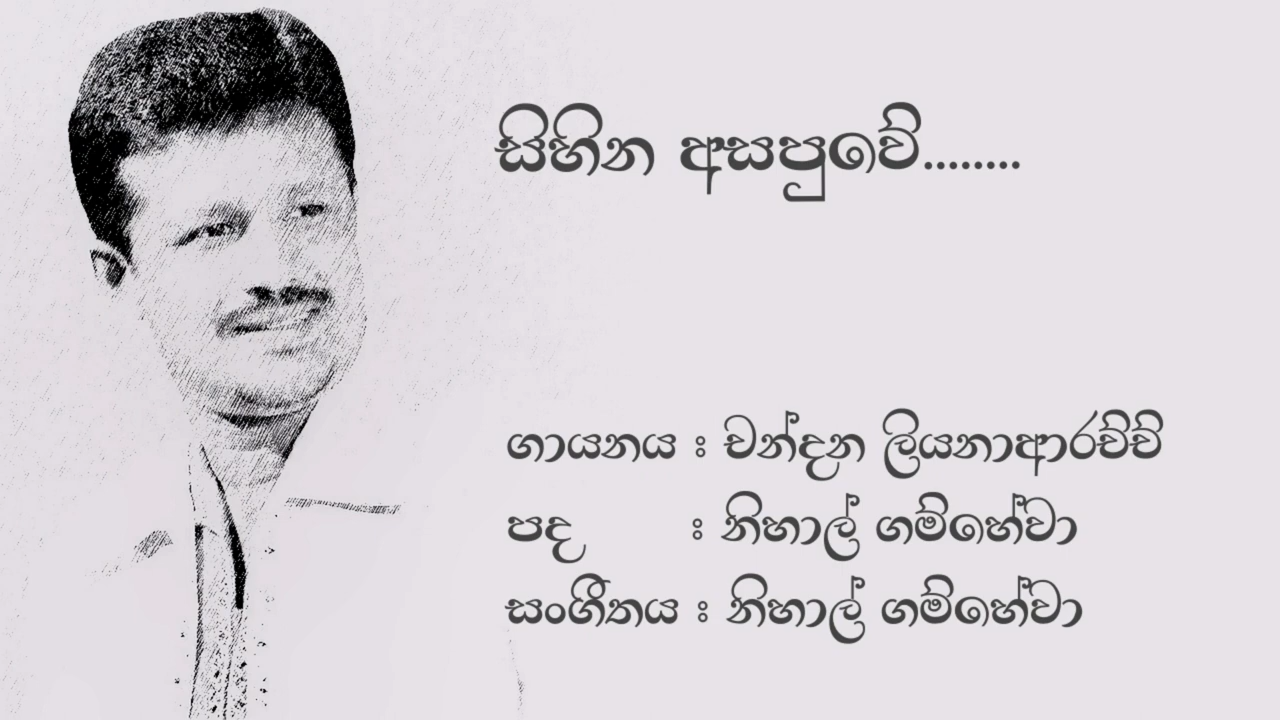 සිහින අසපුවේ........
ගායනය : චන්දන ලියනාආරච්ච්
පද : නිහාල් ගම්හේවා
සංගීතය : නිහාල් ගම්හේවා